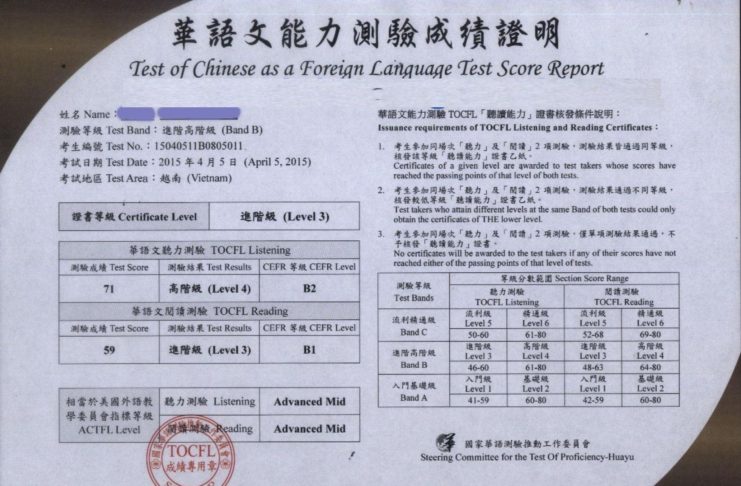 華語文能力測驗成績證明
Test of Chinese as a Foreign Language Test Score Report
姓名 Name：
測驗等級 Test Band：進階高階級 (Band B)
考生編號 Test No.：15040511B0805011
考試日期 Test Date：2015 年 4 月 5 日 (April 5, 2015)
考試地區 Test Area：越南 (Vietnam)
證書等級 Certificate Level 進階級 (Level 3)
華語文聽力測驗 TOCFL Listening
測驗成績 Test Score 測驗結果 Test Results CEFR 等級 CEFR Level
71 高階級 (Level 4) B2
華語文閱讀測驗 TOCFL Reading
測驗成績 Test Score 測驗結果 Test Results CEFR 等級 CEFR Level
59 進階級 (Level 3) B1
相當於美國外語教
學委員會指標等級
ACTFL Level
聽力測驗 Listening Advanced Mid
閱讀測驗 Reading Advanced Mid
TOCFL
成績專用章
華語文能力測驗 TOCFL「聽讀能力」證書核發條件說明：
Issuance requirements of TOCFL Listening and Reading Certificates：
1. 考生參加同場次「聽力」及「閱讀」2 項測驗，測驗結果皆通過同等級，
核發該等級「聽讀能力」證書乙紙。
Certificates of a given level are awarded to test takers whose scores have
reached the passing points of that level of both tests.
2. 考生參加同場次「聽力」及「閱讀」2 項測驗，測驗結果通過不同等級，
核發較低等級「聽讀能力」證書乙紙。
Test takers who attain different levels at the same Band of both tests could only
obtain the certificates of THE lower level.
3. 考生參加同場次「聽力」及「閱讀」2 項測驗，僅單項測驗結果通過，不
予核發「聽讀能力」證書。
No certificates will be awarded to the test takers if any of their scores have not
reached either of the passing points of that level of tests.
測驗等級
Test Bands
等級分數範圍 Section Score Range
聽力測驗 閱讀測驗
TOCFL Listening TOCFL Reading
流利精通級
Band C
流利級 精通級 流利級 精通級
Level 5 Level 6 Level 5 Level 6
50-60 61-80 52-68 69-80
進階高階級
Band B
進階級 高階級 進階級 高階級
Level 3 Level 4 Level 3 Level 4
46-60 61-80 48-63 64-80
入門基礎級
Band A
入門級 基礎級 入門級 基礎級
Level 1 Level 2 Level 1 Level 2
41-59 60-80 42-59 60-80
國家華語測驗推動工作委員會
Steering Committee for the Test Of Proficiency-Huayu